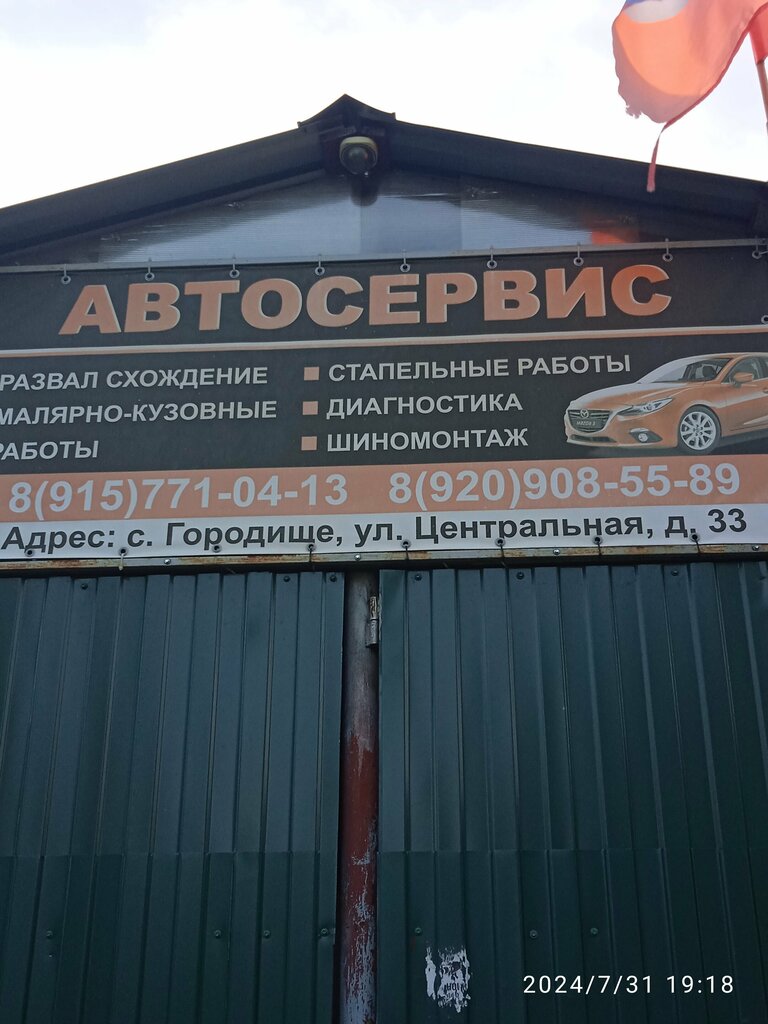 АВТОСЕРВИС
РАЗВАЛ СХОЖДЕНИЕ
МАЛЯРНО-КУЗОВНЫЕ
РАБОТЫ
СТАПЕЛЬНЫЕ РАБОТЫ
ДИАГНОСТИКА
ШИНОМОНТАЖ
8(915)771-04-13 8(920)908-55-89
Адрес: с. Городище, ул. Центральная, д. 33
2024/7/31 19:18